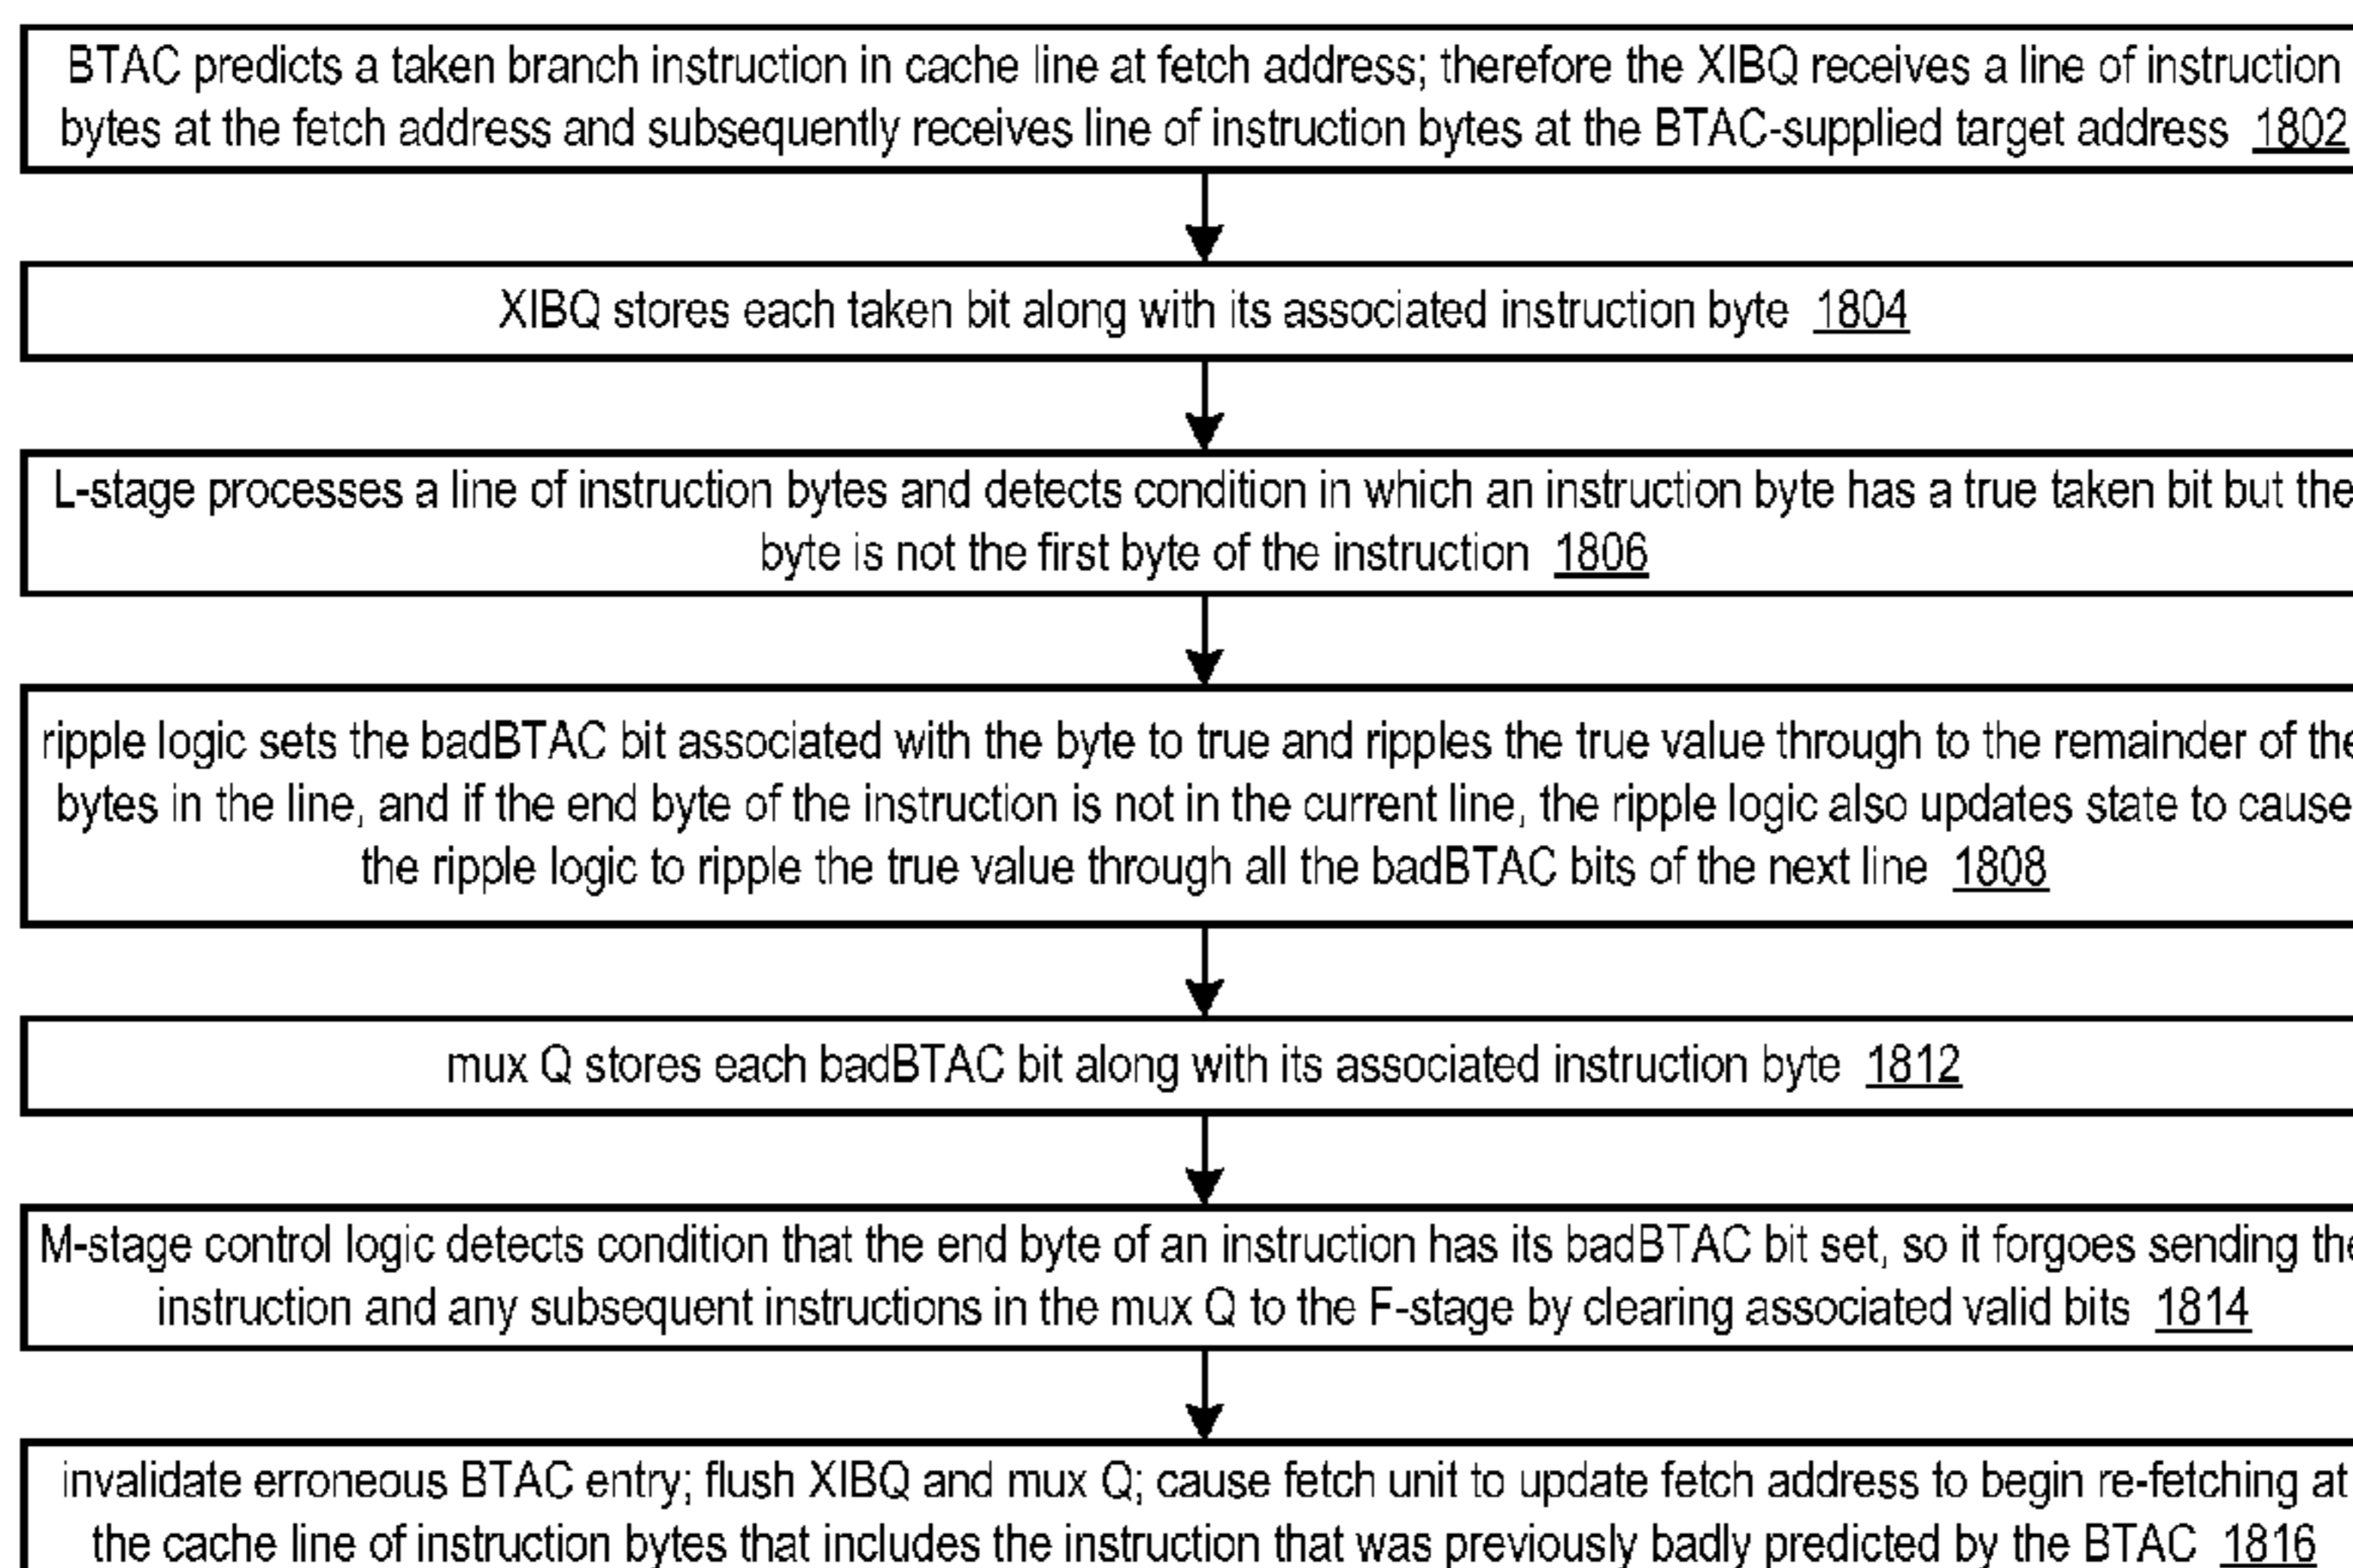 BTAC predicts a taken branch instruction in cache line at fetch address; therefore the XIBQ receives a line of instruction
bytes at the fetch address and subsequently receives line of instruction bytes at the BTAC-supplied target address 1802
XIBQ stores each taken bit along with its associated instruction byte 1804
L-stage processes a line of instruction bytes and detects condition in which an instruction byte has a true taken bit but the
byte is not the first byte of the instruction 1806
ripple logic sets the badBTAC bit associated with the byte to true and ripples the true value through to the remainder of the
bytes in the line, and if the end byte of the instruction is not in the current line, the ripple logic also updates state to cause
the ripple logic to ripple the true value through all the badBTAC bits of the next line 1808
mux Q stores each badBTAC bit along with its associated instruction byte 1812
M-stage control logic detects condition that the end byte of an instruction has its badBTAC bit set, so it forgoes sending the
instruction and any subsequent instructions in the mux Q to the F-stage by clearing associated valid bits 1814
invalidate erroneous BTAC entry; flush XIBQ and mux Q; cause fetch unit to update fetch address to begin re-fetching at
the cache line of instruction bytes that includes the instruction that was previously badly predicted by the BTAC 1816